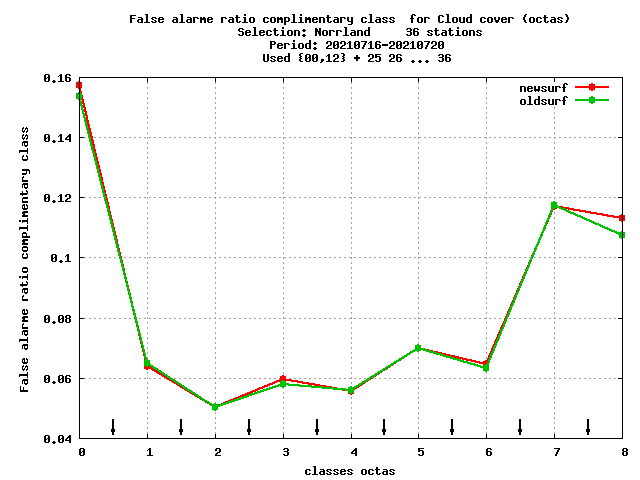 False alarme ratio complimentary class  for Cloud cover (octas)
Selection: Norrland     36 stations
Period: 20210716-20210720
Used {00,12} + 25 26 ... 36
newsurf
oldsurf
False alarme ratio complimentary class
0.16
0.14
0.12
0.1
0.08
0.06
0.04
0 1 2 3 4 5 6 7 8
classes octas